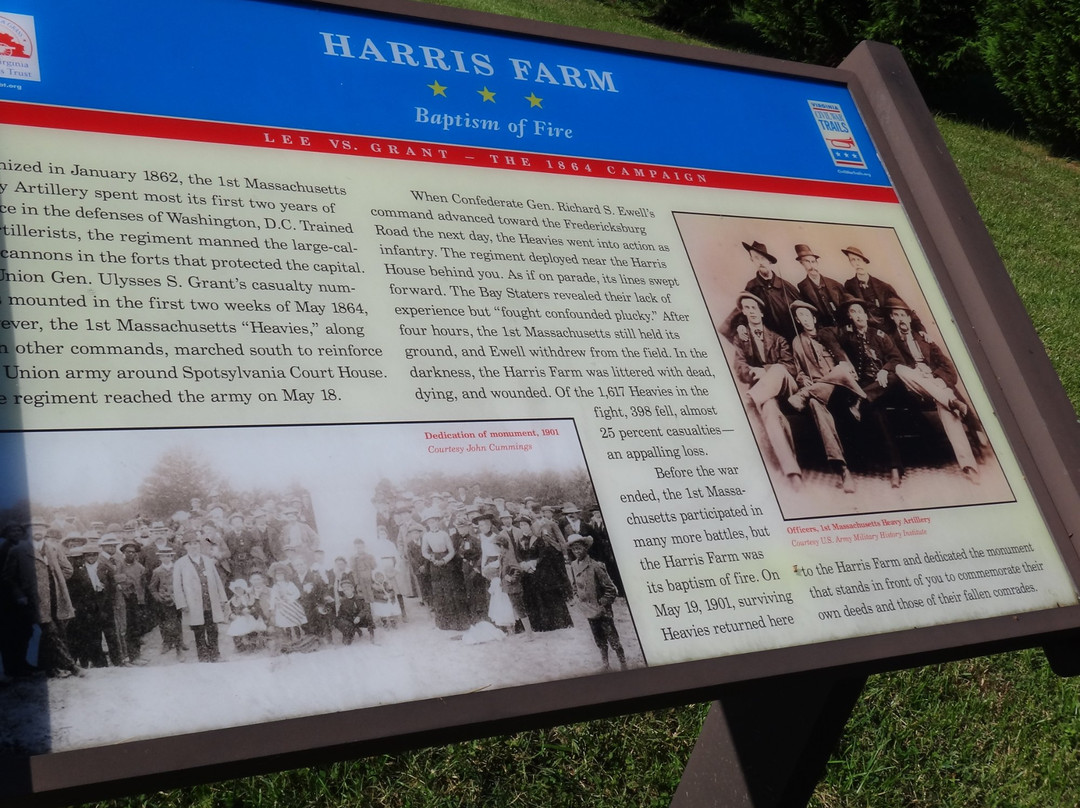 HARRIS FARM
Baptism of Fire
LEE VS. GRANT – THE 1864 CAMPAIGN
VIRGINIA
CIVIL WAR
TRAILS
in January 1862, the 1st Massachusetts
Artillery spent most its first two years of
in the defenses of Washington, D.C. Trained
the regiment manned the large-cal-
cannons in the forts that protected the capital.
Union Gen. Ulysses S. Grant's casualty num-
mounted in the first two weeks of May 1864,
the 1st Massachusetts "Heavies," along
other commands, marched south to reinforce
Union army around Spotsylvania Court House.
regiment reached the army on May 18.
When Confederate Gen. Richard S. Ewell's
command advanced toward the Fredericksburg
Road the next day, the Heavies went into action as
infantry. The regiment deployed near the Harris
House behind you. As if on parade, its lines swept
forward. The Bay Staters revealed their lack of
experience but "fought confounded plucky." After
four hours, the 1st Massachusetts still held its
ground, and Ewell withdrew from the field. In the
darkness, the Harris Farm was littered with dead,
dying, and wounded. Of the 1,617 Heavies in the
fight, 398 fell, almost
25 percent casualties—
an appalling loss.
Before the war
ended, the 1st Massa-
chusetts participated in
many more battles, but
the Harris Farm was
its baptism of fire. On
May 19, 1901, surviving
Heavies returned here
to the Harris Farm and dedicated the monument
that stands in front of you to commemorate their
own deeds and those of their fallen comrades.
Dedication of monument, 1901
Courtesy John Cummings
Officers, 1st Massachusetts Heavy Artillery
Courtesy U.S. Army Military History Institute